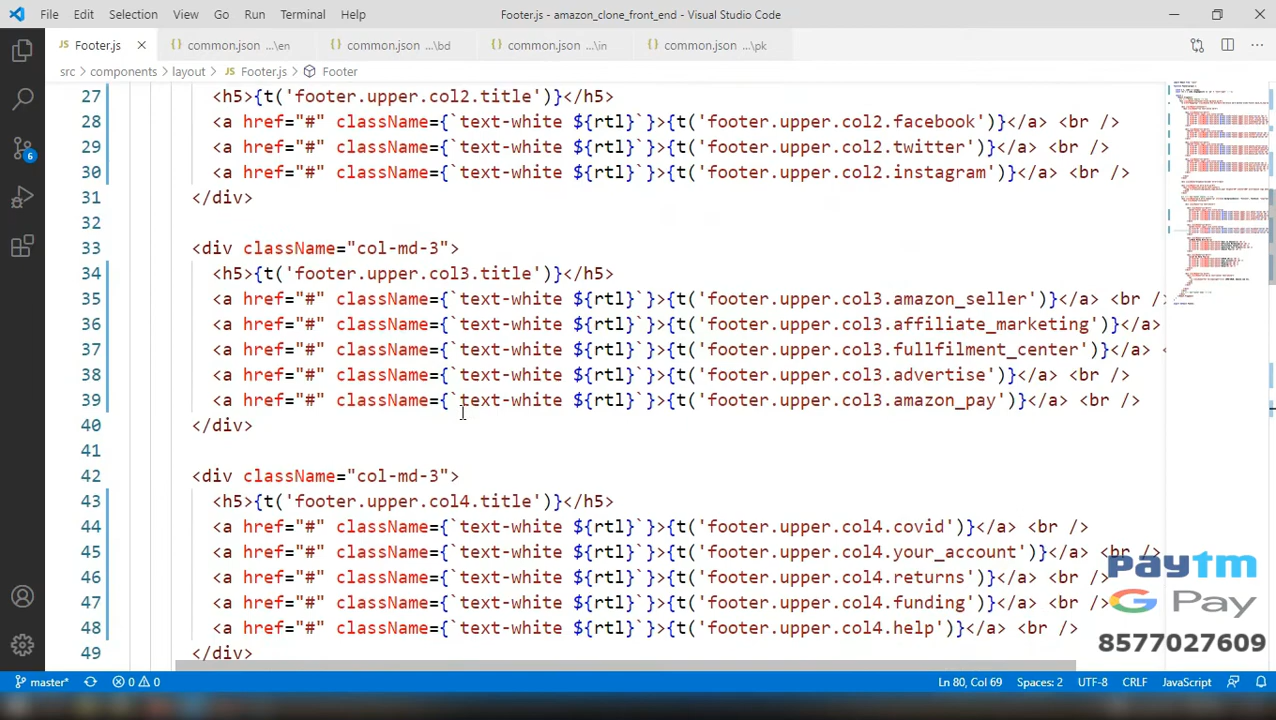 File Edit Selection View Go Run Terminal Help Footer.js - amazon_clone_front_end - Visual Studio Code
Footer.js common.json ...\en common.json ...\bd common.json ...\in common.json ...\pk
src components layout Footer.js Footer
27 <h5>{t('footer.upper.col2.title')}</h5>
28 <a href="#" className={`text-white ${rtl}`}>{t('footer.upper.col2.facebook')}</a> <br />
29 <a href="#" className={`text-white ${rtl}`}>{t('footer.upper.col2.twitter')}</a> <br />
30 <a href="#" className={`text-white ${rtl}`}>{t('footer.upper.col2.instagram')}</a> <br />
31 </div>
32
33 <div className="col-md-3">
34 <h5>{t('footer.upper.col3.title')}</h5>
35 <a href="#" className={`text-white ${rtl}`}>{t('footer.upper.col3.amazon_seller')}</a> <br />
36 <a href="#" className={`text-white ${rtl}`}>{t('footer.upper.col3.affiliate_marketing')}</a>
37 <a href="#" className={`text-white ${rtl}`}>{t('footer.upper.col3.fullfilment_center')}</a> <
38 <a href="#" className={`text-white ${rtl}`}>{t('footer.upper.col3.advertise')}</a> <br />
39 <a href="#" className={`text-white ${rtl}`}>{t('footer.upper.col3.amazon_pay')}</a> <br />
40 </div>
41
42 <div className="col-md-3">
43 <h5>{t('footer.upper.col4.title')}</h5>
44 <a href="#" className={`text-white ${rtl}`}>{t('footer.upper.col4.covid')}</a> <br />
45 <a href="#" className={`text-white ${rtl}`}>{t('footer.upper.col4.your_account')}</a> <br />
46 <a href="#" className={`text-white ${rtl}`}>{t('footer.upper.col4.returns')}</a> <br />
47 <a href="#" className={`text-white ${rtl}`}>{t('footer.upper.col4.funding')}</a> <br />
48 <a href="#" className={`text-white ${rtl}`}>{t('footer.upper.col4.help')}</a> <br />
49 </div>
paytm
G Pay
8577027609
6
master* 0 0 Ln 80, Col 69 Spaces: 2 UTF-8 CRLF JavaScript